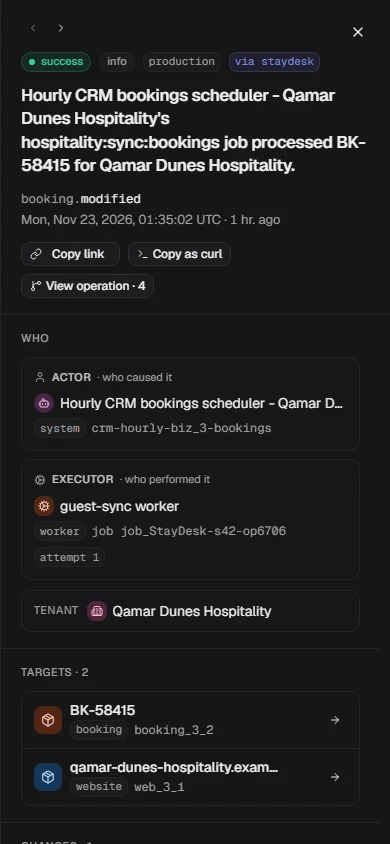 success info production via staydesk
Hourly CRM bookings scheduler - Qamar
Dunes Hospitality's
hospitality:sync:bookings job processed BK-
58415 for Qamar Dunes Hospitality.
booking.modified
Mon, Nov 23, 2026, 01:35:02 UTC · 1 hr. ago
Copy link Copy as curl
View operation · 4
WHO
ACTOR · who caused it
Hourly CRM bookings scheduler - Qamar D...
system crm-hourly-biz_3-bookings
EXECUTOR · who performed it
guest-sync worker
worker job job_StayDesk-s42-op6706
attempt 1
TENANT Qamar Dunes Hospitality
TARGETS · 2
BK-58415
booking booking_3_2
qamar-dunes-hospitality.exam...
website web_3_1